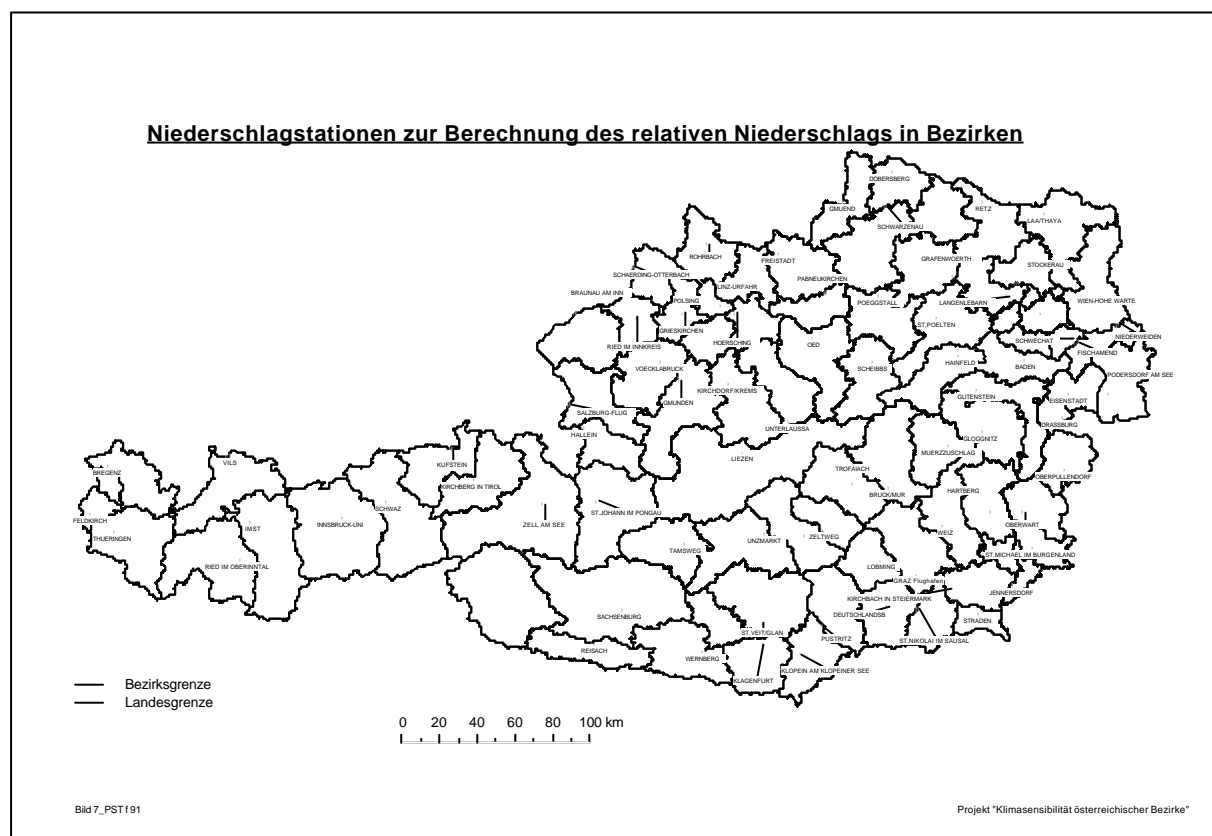 Niederschlagstationen zur Berechnung des relativen Niederschlags in Bezirken
DOBERSBERG
GMUEND
RETZ
LAA/THAYA
SCHWARZENAU
ROHRBACH
FREISTADT
GRAFENWOERTH
STOCKERAU
SCHAERDING-OTTERBACH
PABNEUKIRCHEN
LINZ-URFAHR
BRAUNAU AM INN
POLSING
POEGGSTALL
LANGENLEBARN
WIEN-HOHE WARTE
ST.POELTEN
GRIESKIRCHEN
NIEDERWEIDEN
SCHWECHAT
HOERSCHING
OED
RIED IM INNKREIS
FISCHAMEND
HAINFELD
BADEN
VOECKLABRUCK
SCHEIBBS
PODERSDORF AM SEE
KIRCHDORF/KREMS
GUTENSTEIN
EISENSTADT
GMUNDEN
SALZBURG-FLUG
DRASSBURG
UNTERLAUSSA
HALLEIN
GLOGGNITZ
MUERZZUSCHLAG
LIEZEN
VILS
KUFSTEIN
TROFAIACH
BREGENZ
OBERPULLENDORF
KIRCHBERG IN TIROL
HARTBERG
BRUCK/MUR
SCHWAZ
ST.JOHANN IM PONGAU
FELDKIRCH
IMST
INNSBRUCK-UNI
ZELL AM SEE
OBERWART
WEIZ
ZELTWEG
THUERINGEN
UNZMARKT
TAMSWEG
ST.MICHAEL IM BURGENLAND
RIED IM OBERINNTAL
LOBMING
GRAZ Flughafen
JENNERSDORF
KIRCHBACH IN STEIERMARK
DEUTSCHLANDSB
SACHSENBURG
STRADEN
ST.VEIT/GLAN
PUSTRITZ
ST.NIKOLAI IM SAUSAL
REISACH
WERNBERG
KLOPEIN AM KLOPEINER SEE
KLAGENFURT
Bezirksgrenze
Landesgrenze
0 20 40 60 80 100 km
Bild 7_PST f 91
Projekt "Klimasensibilität österreichischer Bezirke"